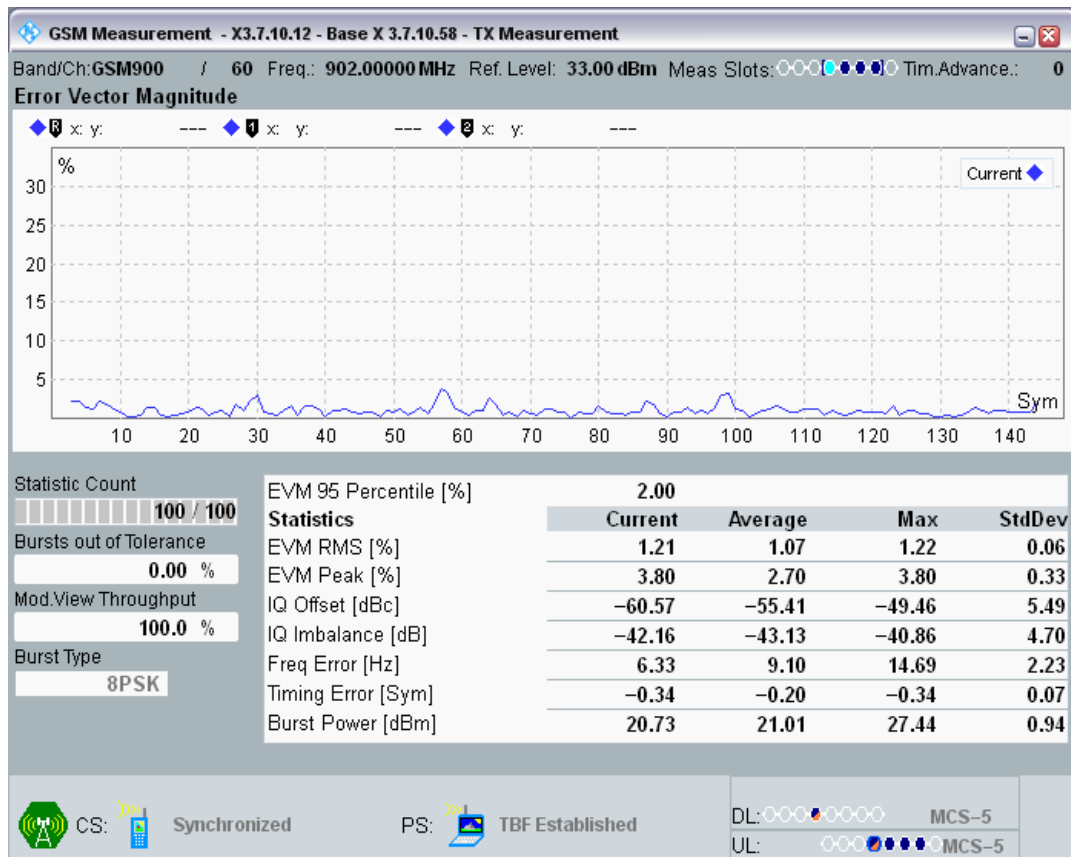 GSM Measurement - X3.7.10.12 - Base X 3.7.10.58 - TX Measurement
Band/Ch:GSM900 / 60 Freq.: 902.00000 MHz Ref. Level: 33.00 dBm Meas Slots: Tim.Advance.: 0
Error Vector Magnitude
R x: y: --- 1 x: y: --- 2 x: y: ---
%
Current
30
25
20
15
10
5
Sym
10 20 30 40 50 60 70 80 90 100 110 120 130 140
Statistic Count
100 / 100
Bursts out of Tolerance
0.00 %
Mod.View Throughput
100.0 %
Burst Type
8PSK
EVM 95 Percentile [%] 2.00
Statistics Current Average Max StdDev
EVM RMS [%] 1.21 1.07 1.22 0.06
EVM Peak [%] 3.80 2.70 3.80 0.33
IQ Offset [dBc] −60.57 −55.41 −49.46 5.49
IQ Imbalance [dB] −42.16 −43.13 −40.86 4.70
Freq Error [Hz] 6.33 9.10 14.69 2.23
Timing Error [Sym] −0.34 −0.20 −0.34 0.07
Burst Power [dBm] 20.73 21.01 27.44 0.94
CS: Synchronized PS: TBF Established
DL: MCS−5
UL: MCS−5